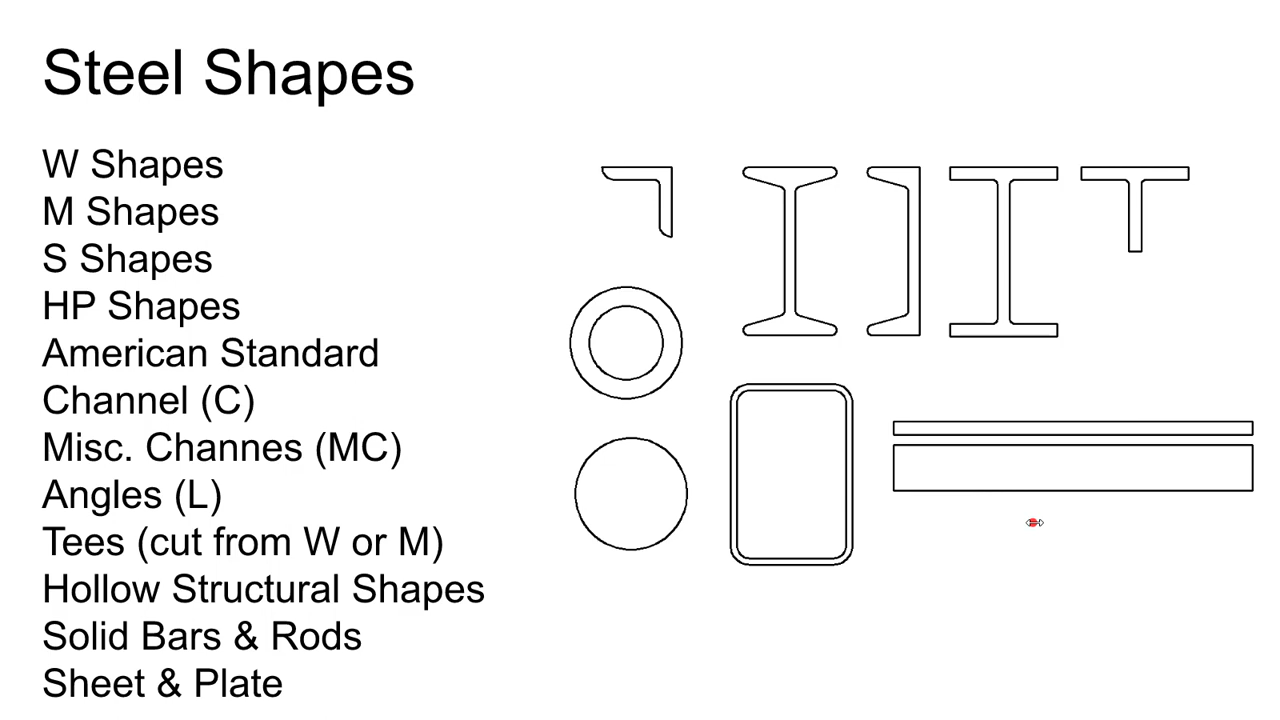 Steel Shapes
W Shapes
M Shapes
S Shapes
HP Shapes
American Standard
Channel (C)
Misc. Channes (MC)
Angles (L)
Tees (cut from W or M)
Hollow Structural Shapes
Solid Bars & Rods
Sheet & Plate